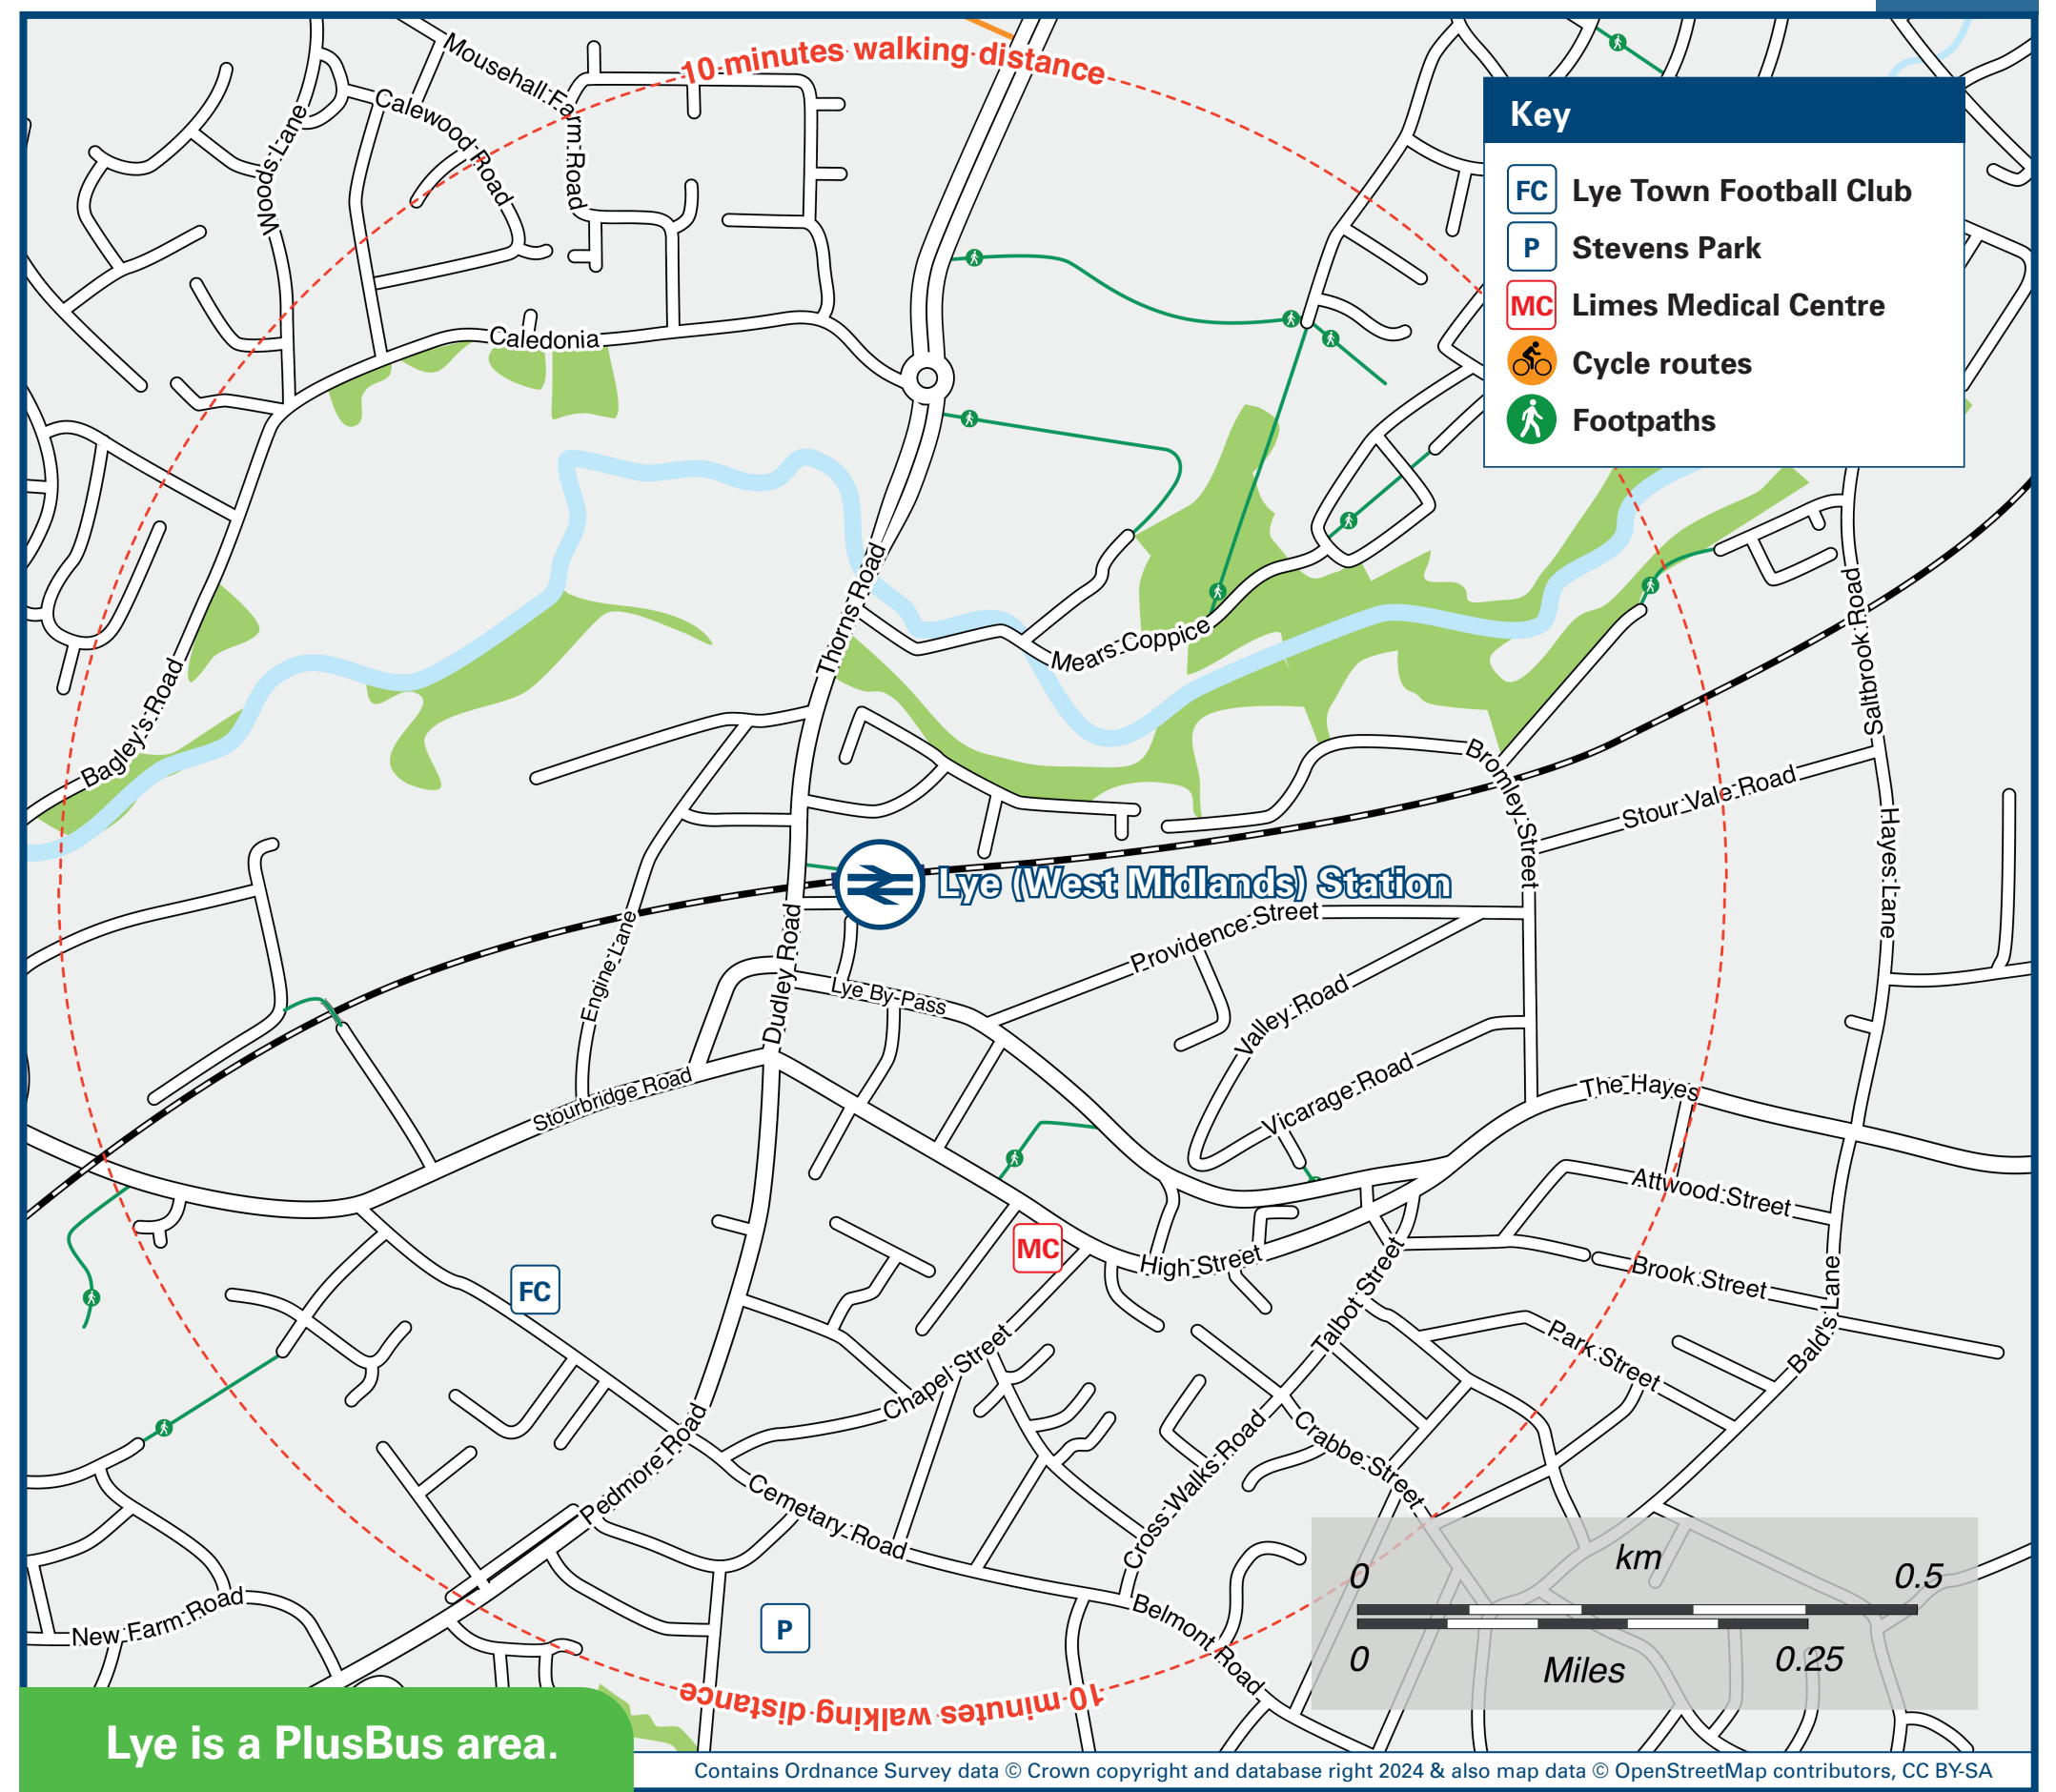 10 minutes walking distance
Mousehall Farm Road
Calewood Road
Woods Lane
Key
FC Lye Town Football Club
P Stevens Park
MC Limes Medical Centre
Cycle routes
Footpaths
Caledonia
Thorns Road
Mears Coppice
Saltbrook Road
Bagley's Road
Bromley Street
Stour Vale Road
Hayes Lane
Lye (West Midlands) Station
Providence Street
Engine Lane
Dudley Road
Lye By-Pass
Valley Road
Vicarage Road
Stourbridge Road
The Hayes
Attwood Street
MC
High Street
Brook Street
FC
Talbot Street
Bald's Lane
Park Street
Chapel Street
Crabbe Street
Pedmore Road
Cross Walks Road
Cemetary Road
New Farm Road
P
Belmont Road
km
0 0.5
0 0.25
Miles
10 minutes walking distance
Lye is a PlusBus area.
Contains Ordnance Survey data © Crown copyright and database right 2024 & also map data © OpenStreetMap contributors, CC BY-SA